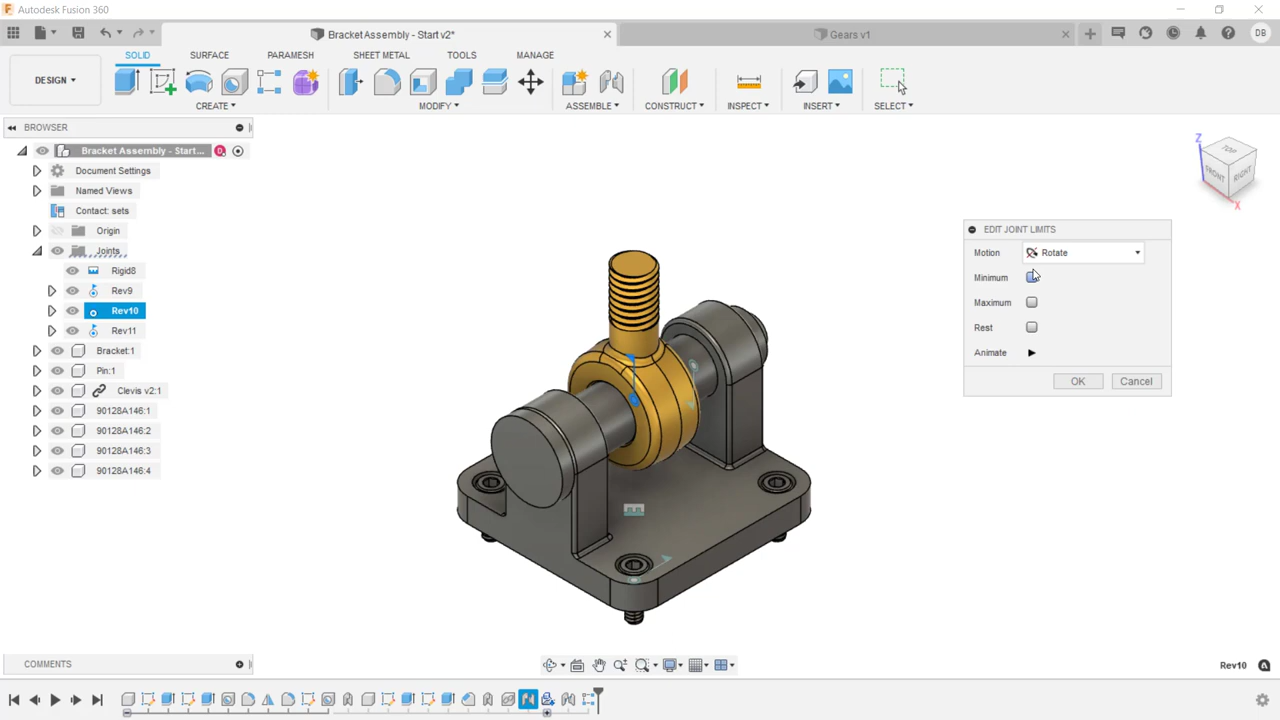 Autodesk Fusion 360
Bracket Assembly - Start v2*
Gears v1
DB
SOLID SURFACE PARAMESH SHEET METAL TOOLS MANAGE
DESIGN
CREATE MODIFY ASSEMBLE CONSTRUCT INSPECT INSERT SELECT
BROWSER
Bracket Assembly - Start...
Document Settings
Named Views
Contact: sets
Origin
Joints
Rigid8
Rev9
Rev10
Rev11
Bracket:1
Pin:1
Clevis v2:1
90128A146:1
90128A146:2
90128A146:3
90128A146:4
Z
TOP
FRONT
RIGHT
X
EDIT JOINT LIMITS
Motion Rotate
Minimum
Maximum
Rest
Animate
OK Cancel
COMMENTS
Rev10